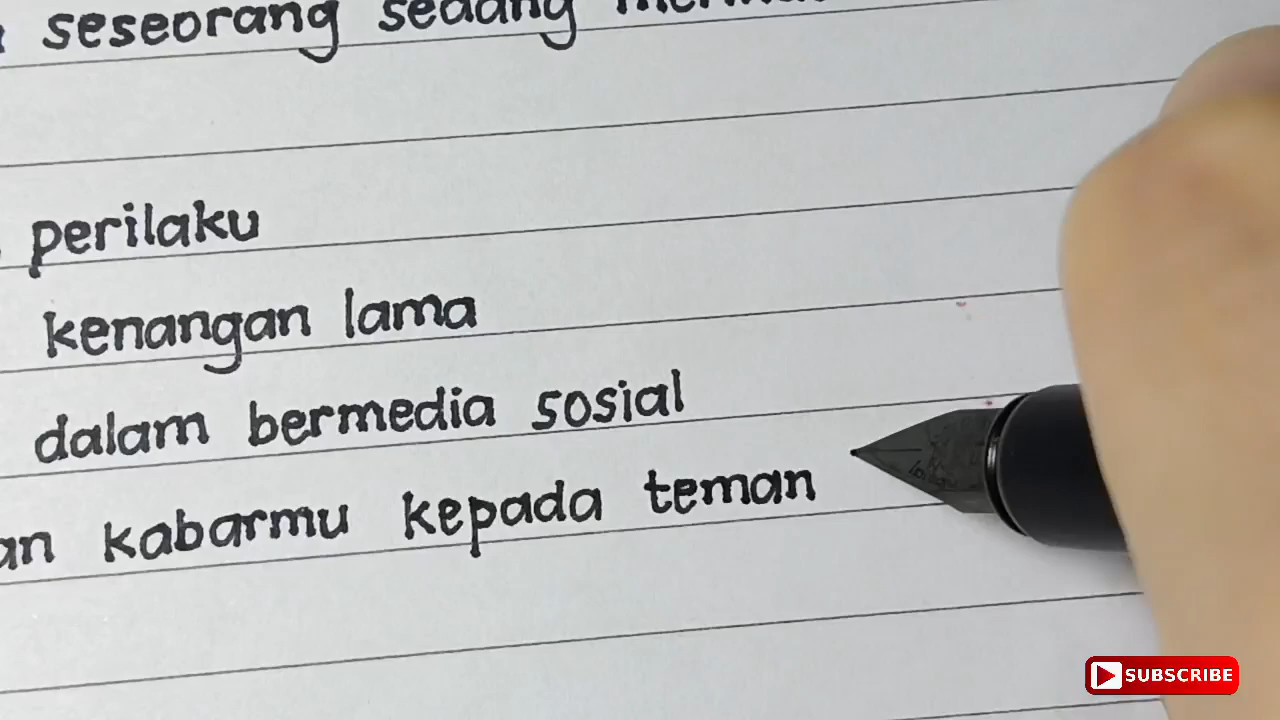 seseorang sedang
perilaku
kenangan lama
dalam bermedia sosial
an kabarmu kepada teman
SUBSCRIBE